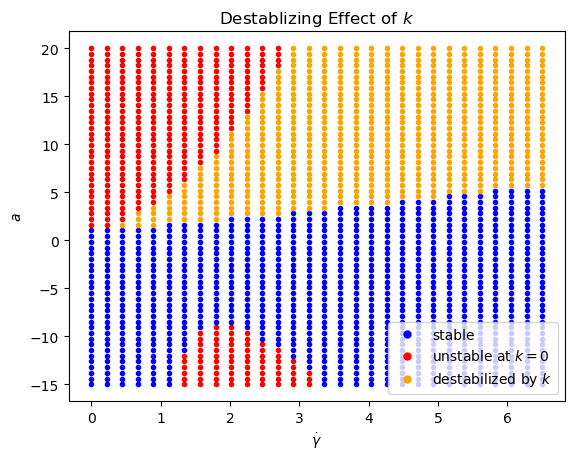 Destablizing Effect of k
20
15
10
5
0
−5
−10
−15
a
0 1 2 3 4 5 6
γ̇
stable
unstable at k = 0
destabilized by k